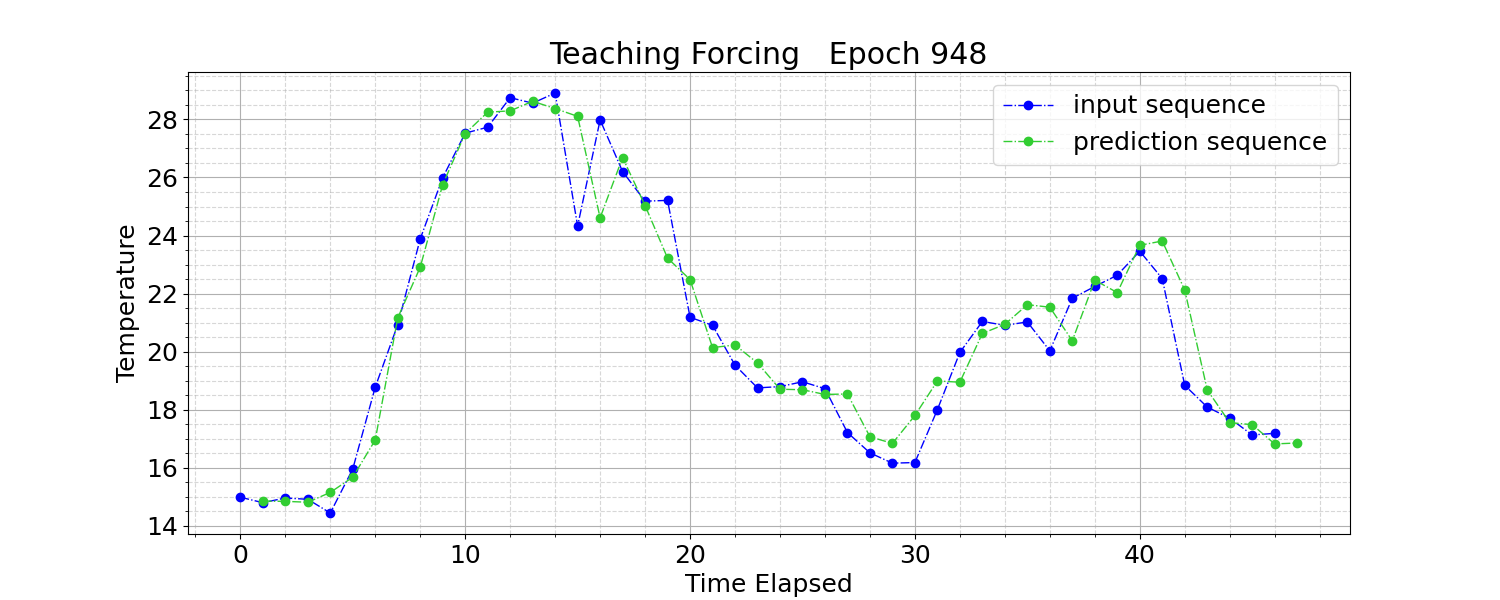 Teaching Forcing   Epoch 948
input sequence
prediction sequence
Temperature
28
26
24
22
20
18
16
14
0 10 20 30 40
Time Elapsed